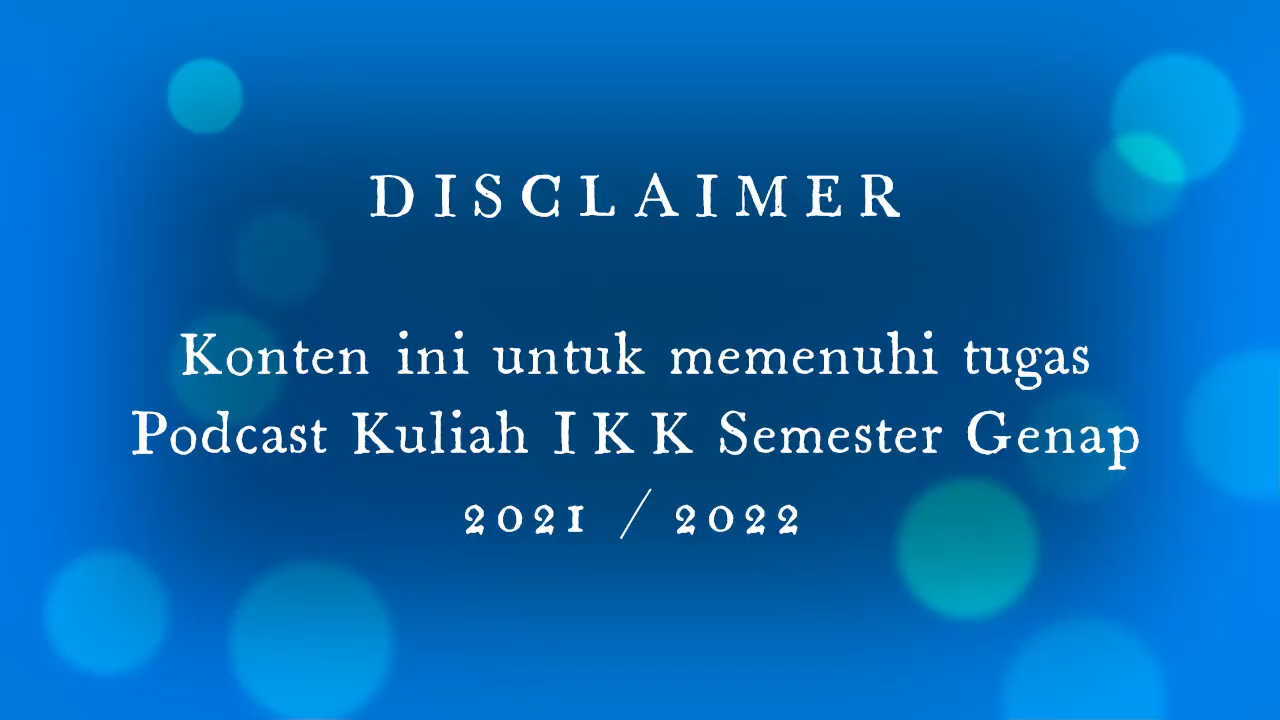 DISCLAIMER
Konten ini untuk memenuhi tugas
Podcast Kuliah IKK Semester Genap
2021 / 2022